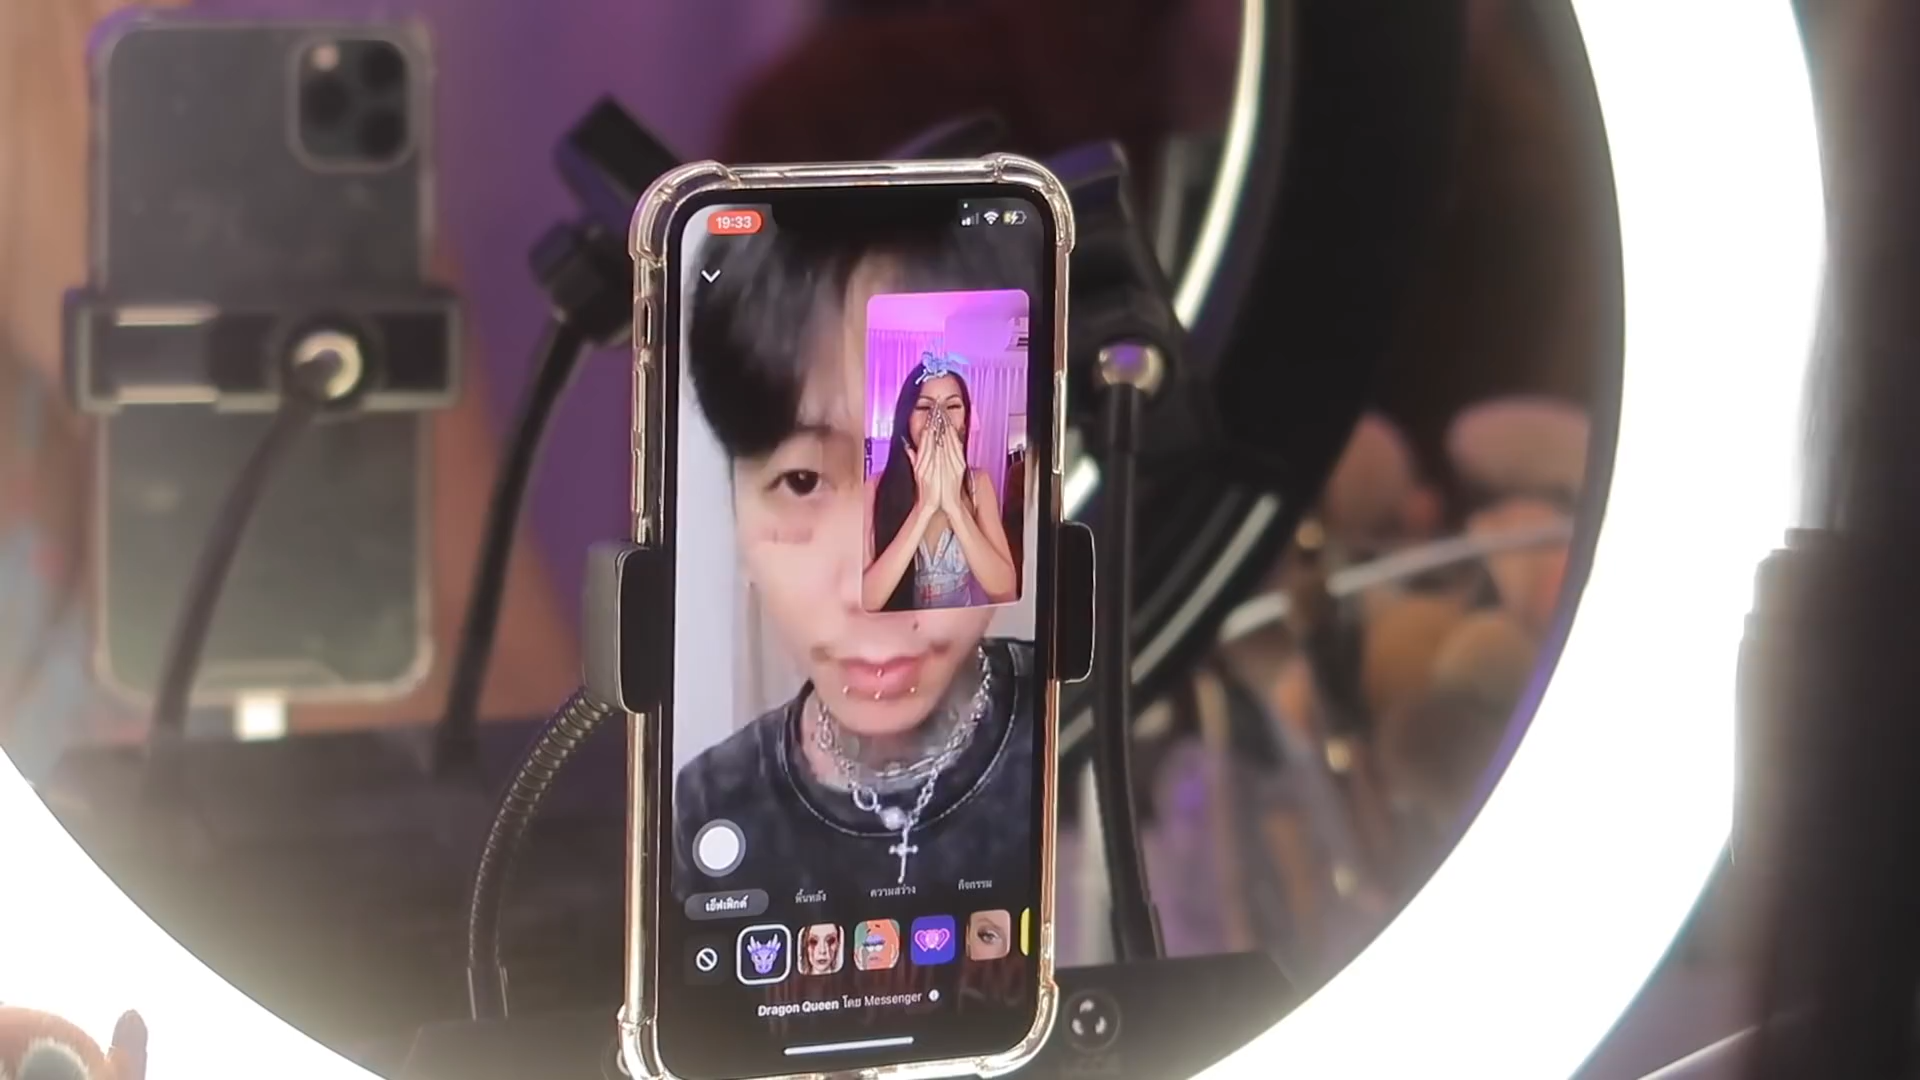 19:33
เอ็ฟเฟ็กต์
พื้นหลัง
ความสว่าง
กิจกรรม
Dragon Queen โดย Messenger